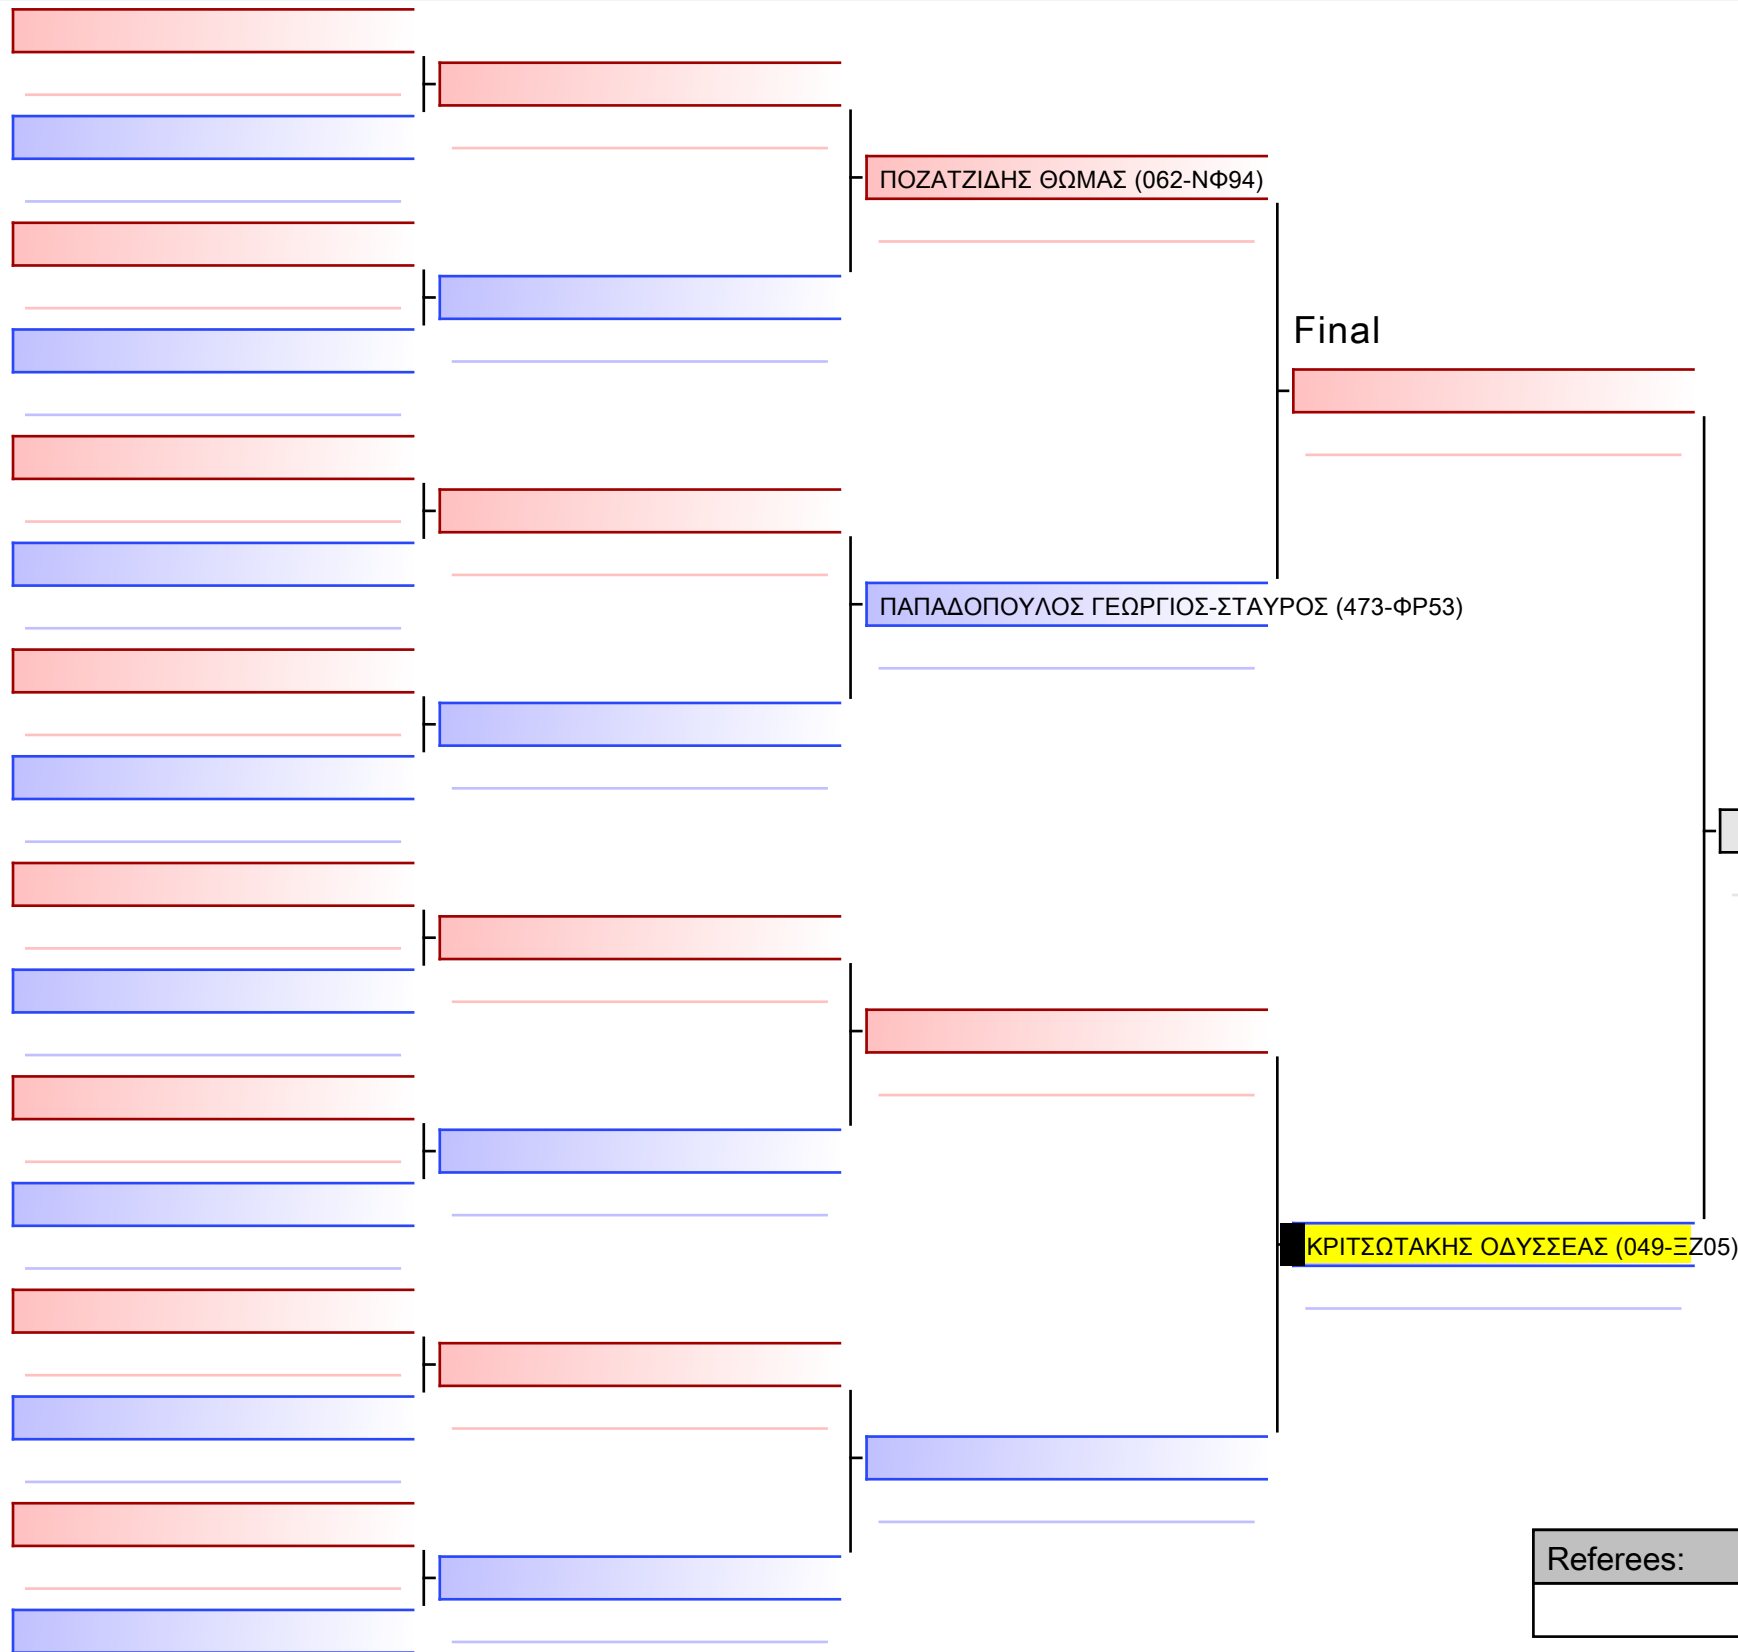 ΠΟΖΑΤΖΙΔΗΣ ΘΩΜΑΣ (062-ΝΦ94)
Final
ΠΑΠΑΔΟΠΟΥΛΟΣ ΓΕΩΡΓΙΟΣ-ΣΤΑΥΡΟΣ (473-ΦΡ53)
ΚΡΙΤΣΩΤΑΚΗΣ ΟΔΥΣΣΕΑΣ (049-ΞΖ05)
Referees: